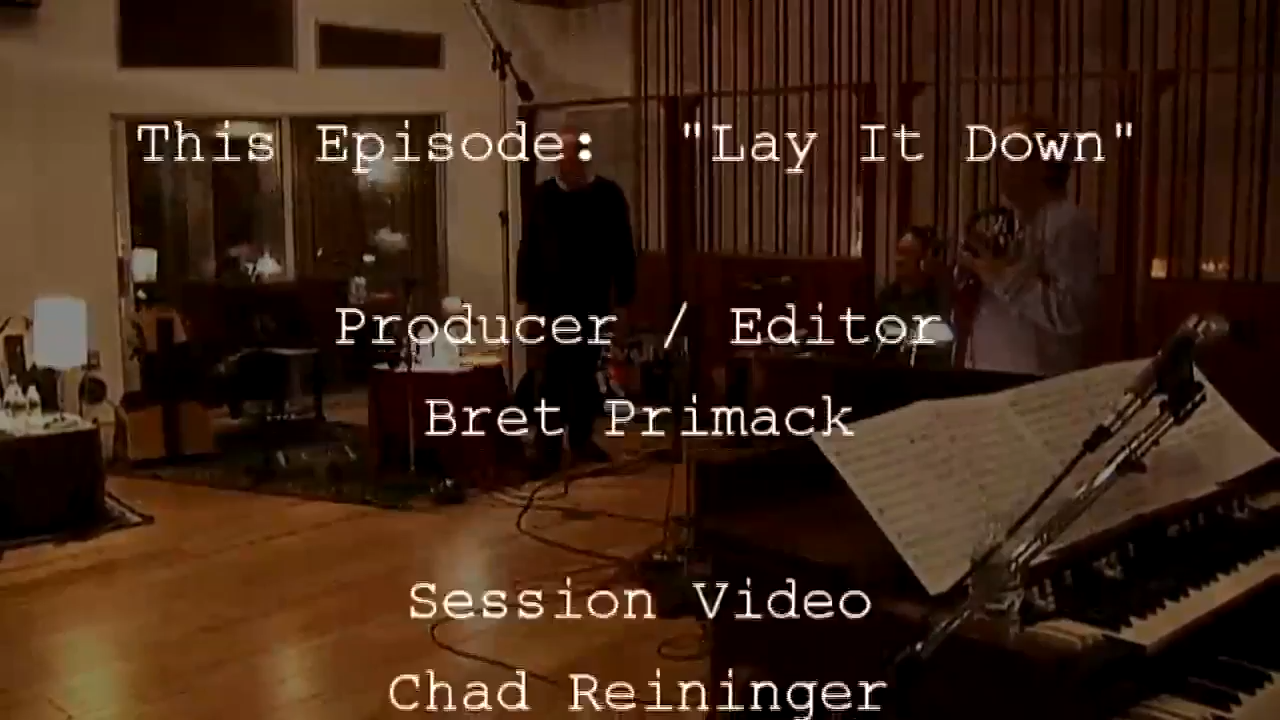 This Episode: "Lay It Down"
Producer / Editor
Bret Primack
Session Video
Chad Reininger